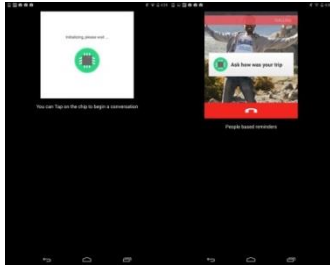 Initializing, please wait ...
You can Tap on the chip to begin a conversation
Ask how was your trip
People based reminders